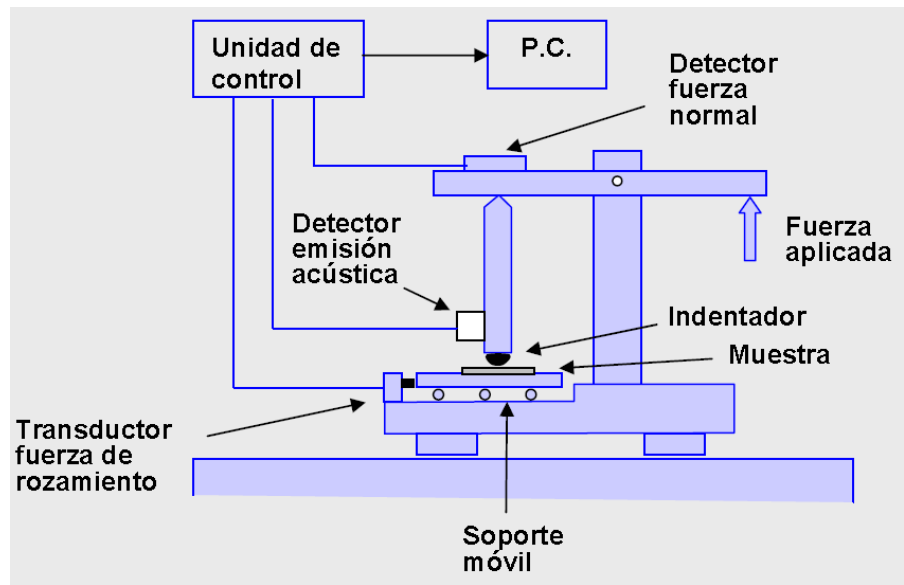 Unidad de
control
P.C.
Detector
fuerza
normal
Detector
emisión
acústica
Fuerza
aplicada
Indentador
Muestra
Transductor
fuerza de
rozamiento
Soporte
móvil